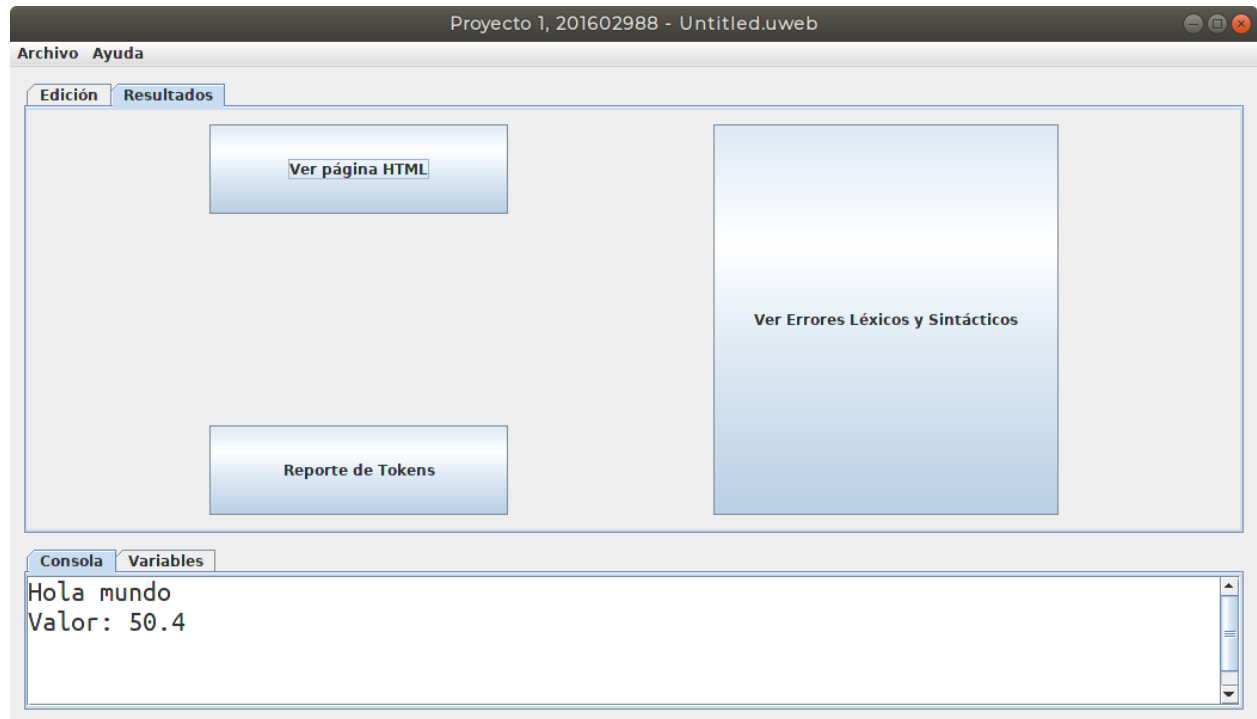 Proyecto 1, 201602988 - Untitled.uweb
Archivo Ayuda
Edición Resultados
Ver página HTML
Ver Errores Léxicos y Sintácticos
Reporte de Tokens
Consola Variables
Hola mundo
Valor: 50.4